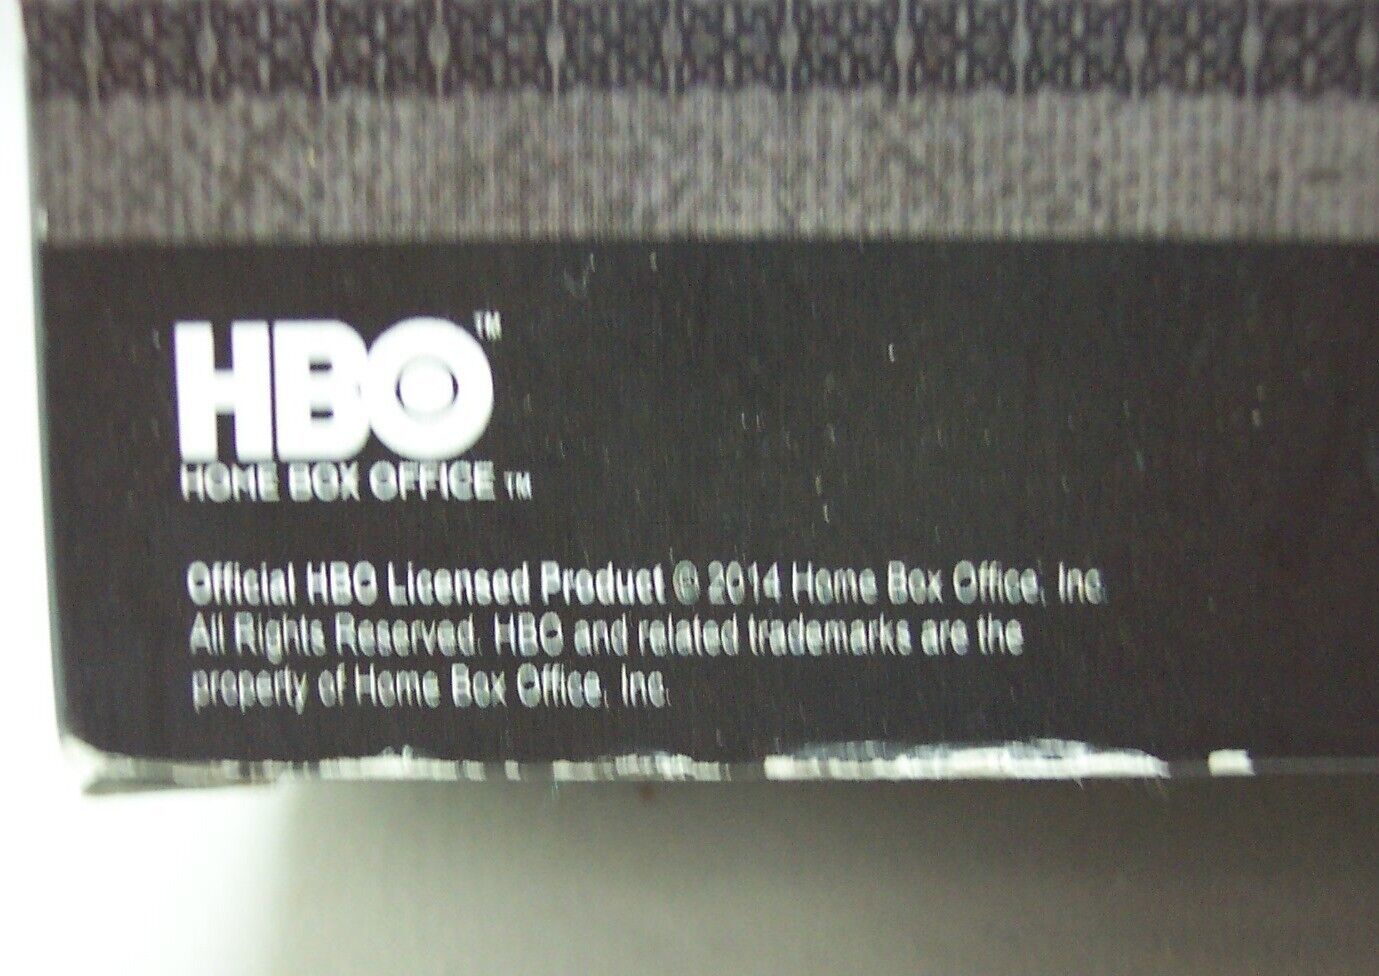 HBO™
HOME BOX OFFICE™
Official HBO Licensed Product © 2014 Home Box Office, Inc.
All Rights Reserved. HBO and related trademarks are the
property of Home Box Office, Inc.